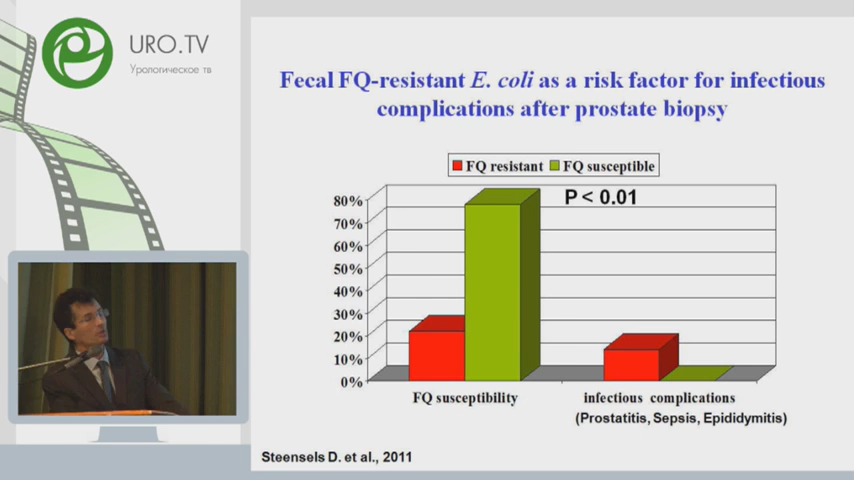 URO.TV
Урологическое тв
Fecal FQ-resistant E. coli as a risk factor for infectious
complications after prostate biopsy
FQ resistant FQ susceptible
P < 0.01
80%
70%
60%
50%
40%
30%
20%
10%
0%
FQ susceptibility
infectious complications
(Prostatitis, Sepsis, Epididymitis)
Steensels D. et al., 2011